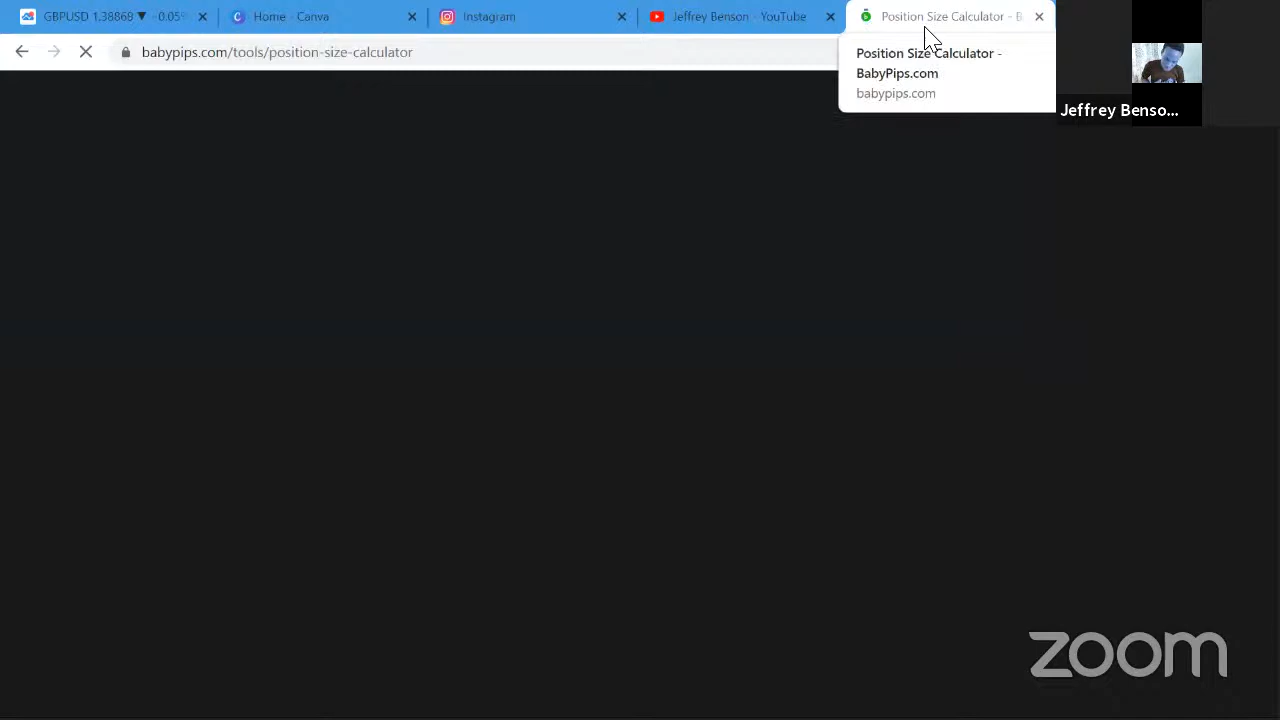 GBPUSD 1.38868 ▼ −0.05%
Home - Canva
Instagram
Jeffrey Benson - YouTube
Position Size Calculator - B
babypips.com/tools/position-size-calculator
Position Size Calculator -
BabyPips.com
babypips.com
Jeffrey Benso...
zoom